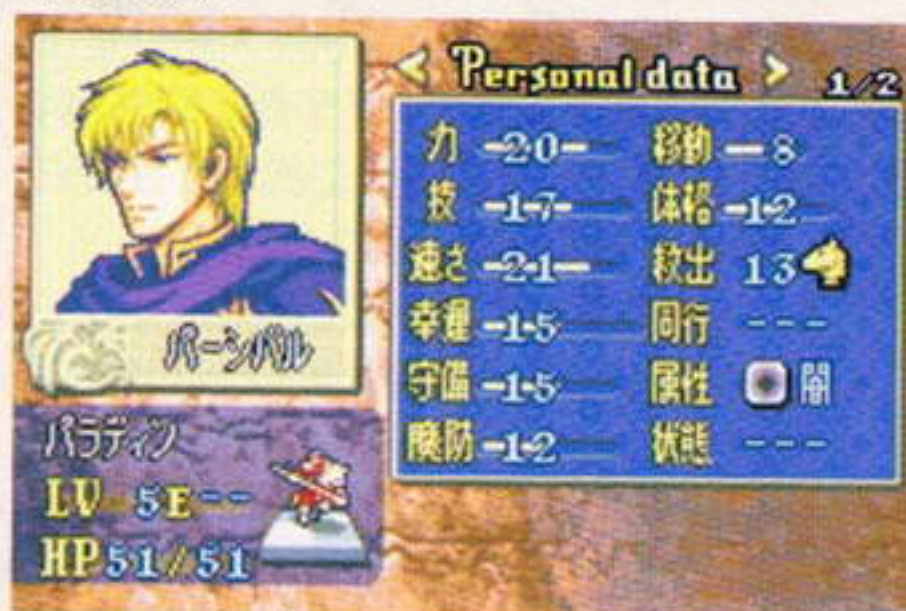 < Personal data > 1/2
力 20 移動 8
技 17 体格 12
速さ 21 救出 13
幸運 15 同行 ---
守備 15 属性 闇
魔防 12 状態 ---
パーシバル
パラディン
LV 5 E --
HP 51/51